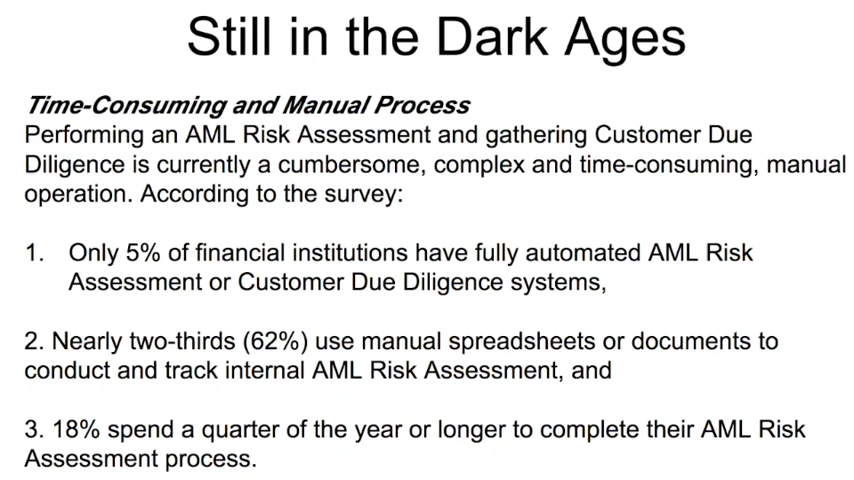 Still in the Dark Ages
Time-Consuming and Manual Process
Performing an AML Risk Assessment and gathering Customer Due
Diligence is currently a cumbersome, complex and time-consuming, manual
operation. According to the survey:
1. Only 5% of financial institutions have fully automated AML Risk
Assessment or Customer Due Diligence systems,
2. Nearly two-thirds (62%) use manual spreadsheets or documents to
conduct and track internal AML Risk Assessment, and
3. 18% spend a quarter of the year or longer to complete their AML Risk
Assessment process.